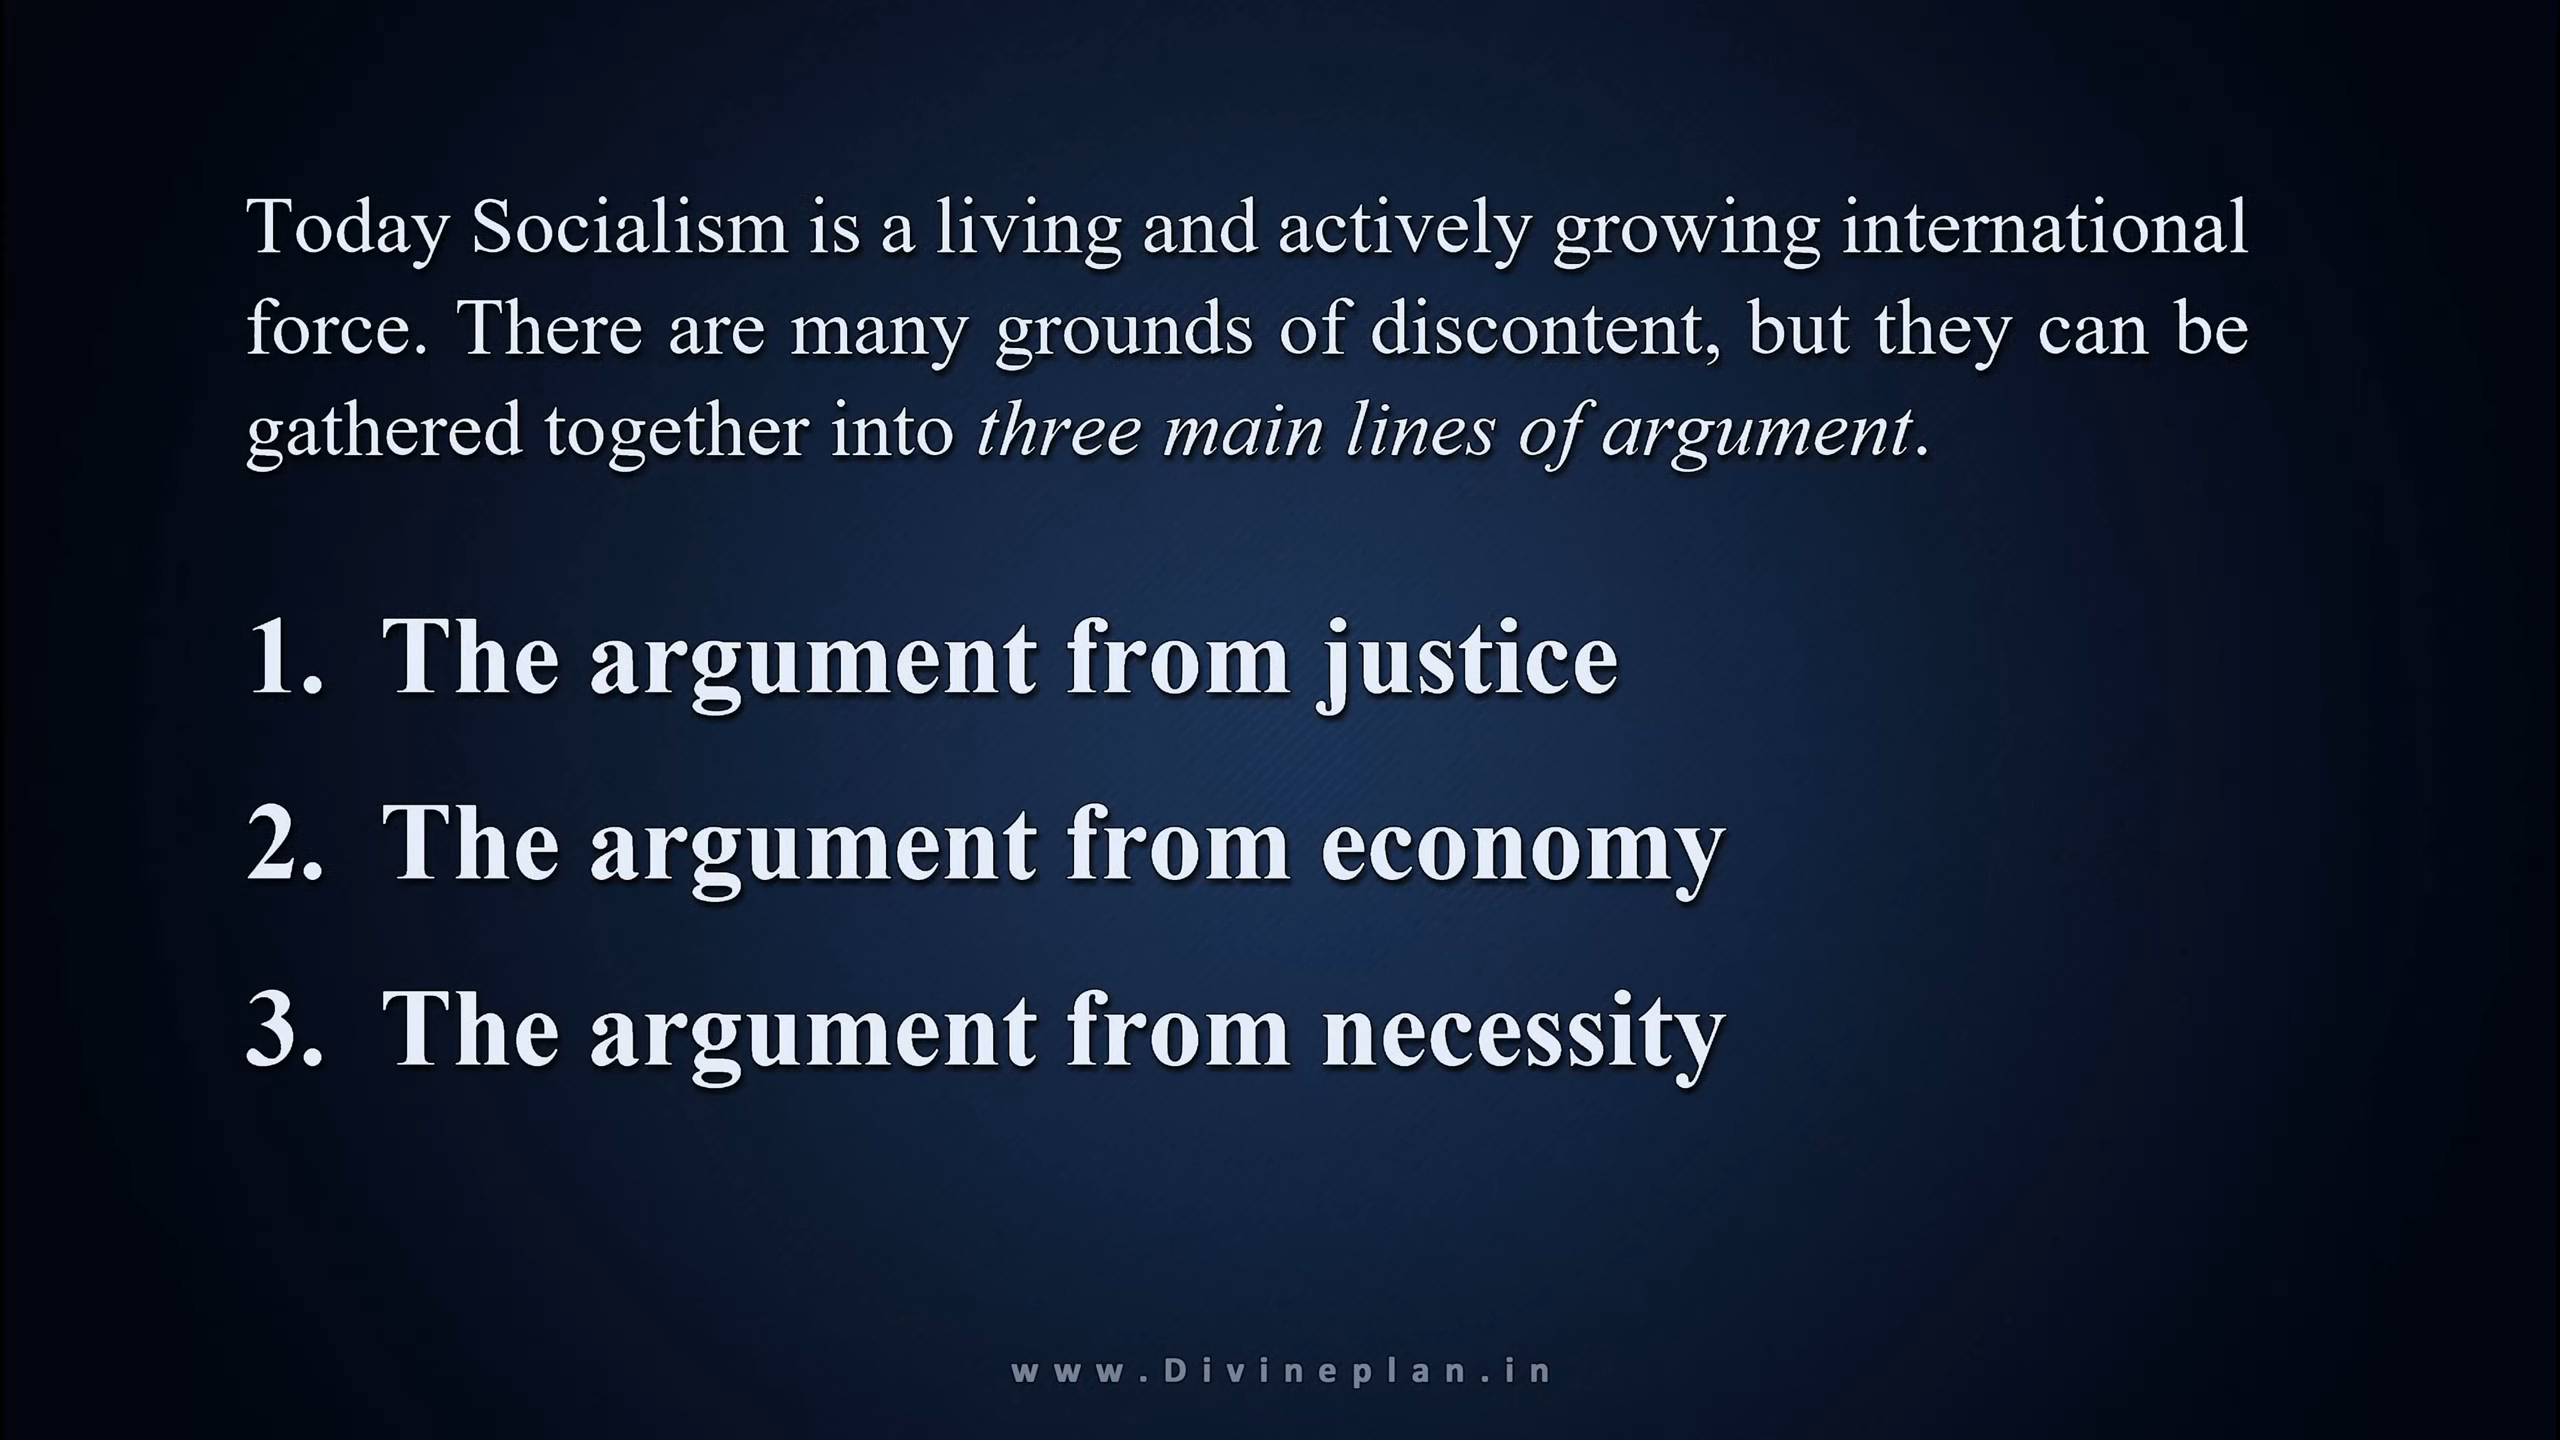 Today Socialism is a living and actively growing international
force. There are many grounds of discontent, but they can be
gathered together into three main lines of argument.
1. The argument from justice
2. The argument from economy
3. The argument from necessity
www.Divineplan.in